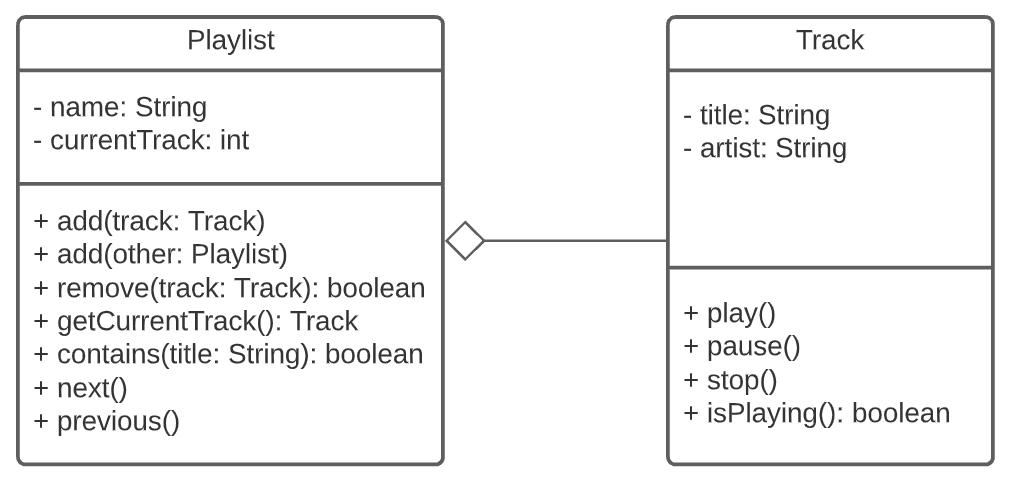 Playlist
- name: String
- currentTrack: int
+ add(track: Track)
+ add(other: Playlist)
+ remove(track: Track): boolean
+ getCurrentTrack(): Track
+ contains(title: String): boolean
+ next()
+ previous()
Track
- title: String
- artist: String
+ play()
+ pause()
+ stop()
+ isPlaying(): boolean